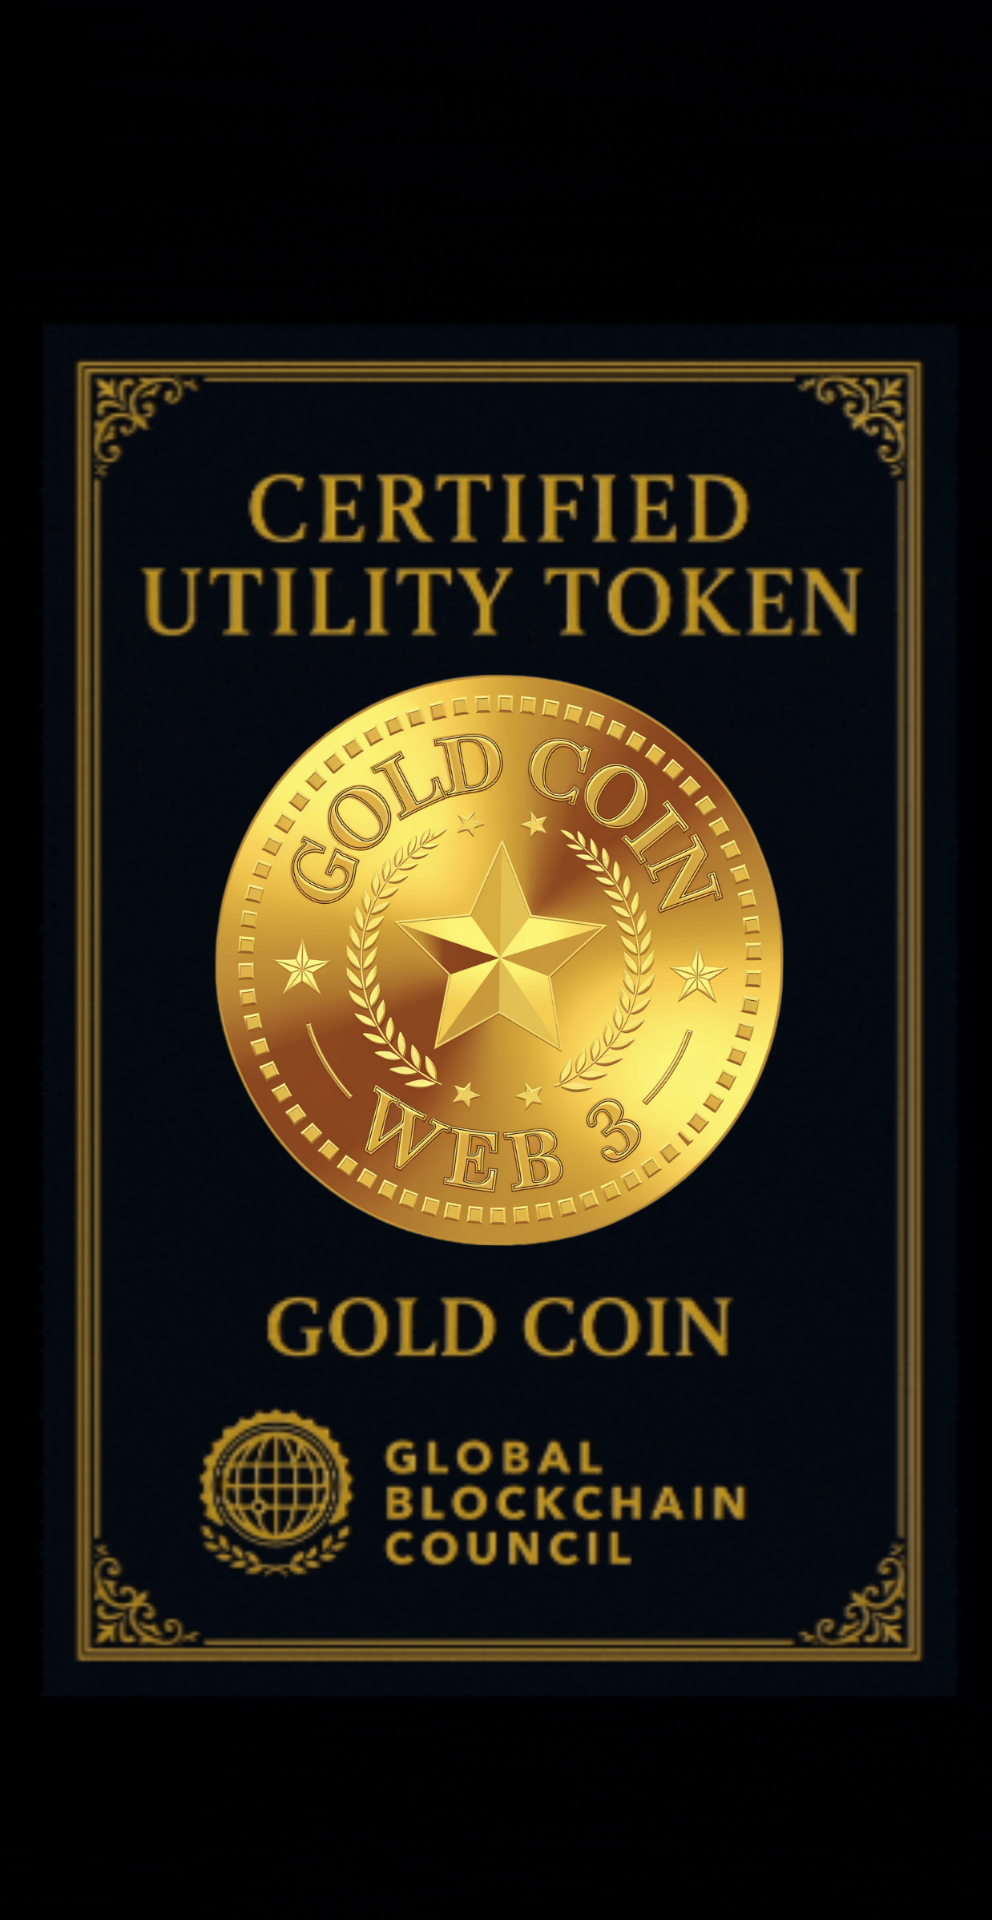 CERTIFIED
UTILITY TOKEN
GOLD COIN
WEB 3
GOLD COIN
GLOBAL
BLOCKCHAIN
COUNCIL